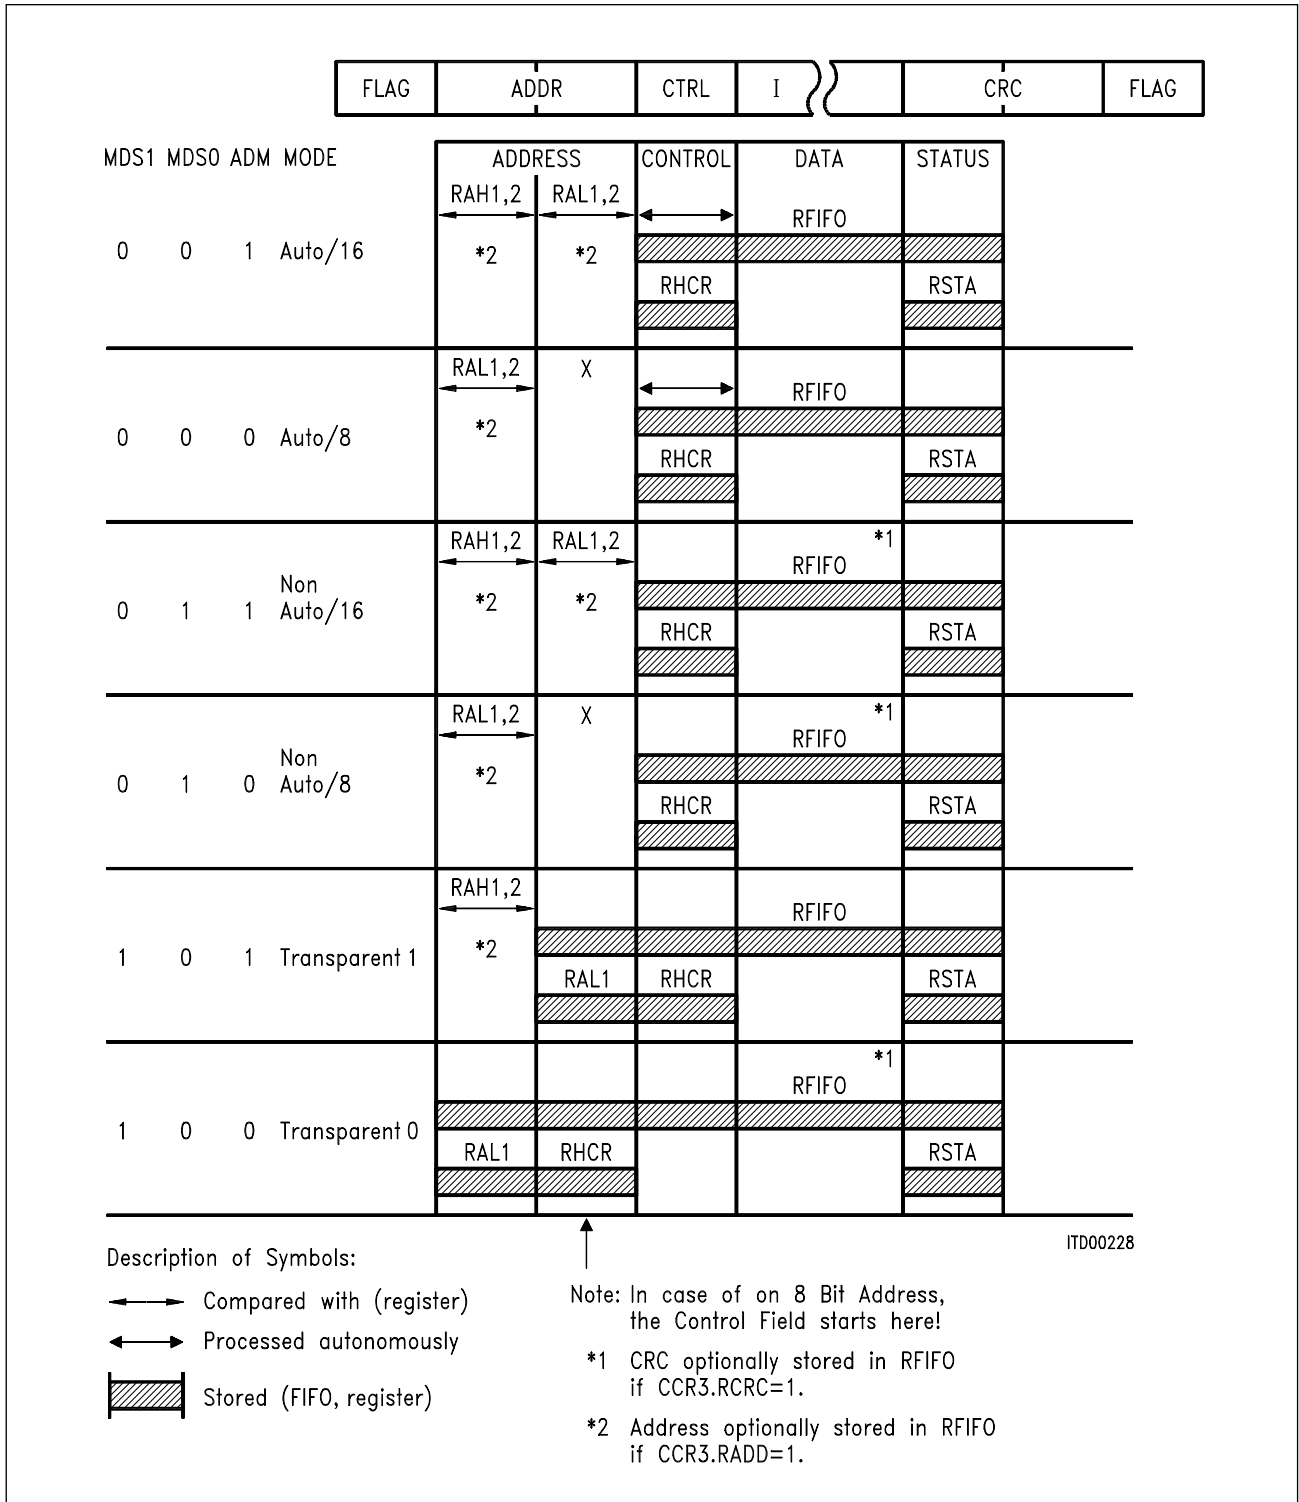 FLAG ADDR CTRL I CRC FLAG
MDS1 MDS0 ADM MODE ADDRESS CONTROL DATA STATUS
RAH1,2 RAL1,2
RFIFO
0 0 1 Auto/16 *2 *2
RHCR RSTA
RAL1,2 X
RFIFO
0 0 0 Auto/8 *2
RHCR RSTA
*1
RAH1,2 RAL1,2
RFIFO
Non
0 1 1 Auto/16 *2 *2
RHCR RSTA
RAL1,2 X *1
RFIFO
Non
0 1 0 Auto/8 *2
RHCR RSTA
RAH1,2
RFIFO
1 0 1 Transparent 1 *2
RAL1 RHCR RSTA
*1
RFIFO
1 0 0 Transparent 0
RAL1 RHCR RSTA
ITD00228
Description of Symbols:
Compared with (register)
Processed autonomously
Stored (FIFO, register)
Note: In case of on 8 Bit Address,
the Control Field starts here!
*1 CRC optionally stored in RFIFO
if CCR3.RCRC=1.
*2 Address optionally stored in RFIFO
if CCR3.RADD=1.